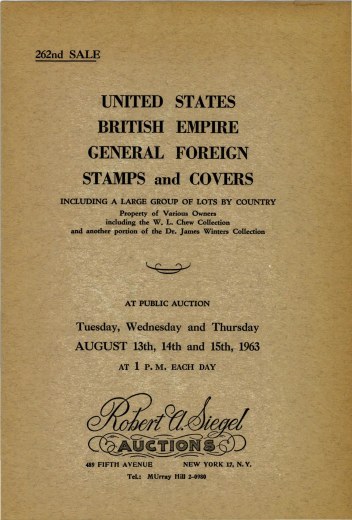 262nd SALE
UNITED STATES
BRITISH EMPIRE
GENERAL FOREIGN
STAMPS and COVERS
INCLUDING A LARGE GROUP OF LOTS BY COUNTRY
Property of Various Owners
including the W. L. Chew Collection
and another portion of the Dr. James Winters Collection
AT PUBLIC AUCTION
Tuesday, Wednesday and Thursday
AUGUST 13th, 14th and 15th, 1963
AT 1 P. M. EACH DAY
Robert A. Siegel
AUCTIONS
489 FIFTH AVENUE NEW YORK 17, N. Y.
Tel.: MUrray Hill 2-0980